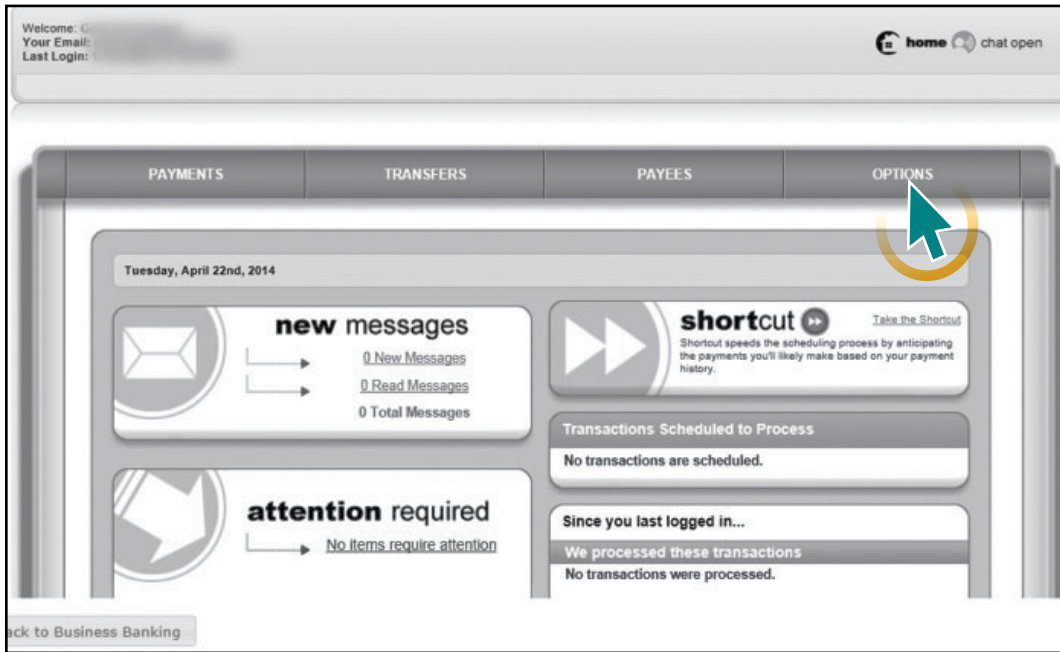 Welcome:
Your Email:
Last Login:
home chat open
PAYMENTS TRANSFERS PAYEES OPTIONS
Tuesday, April 22nd, 2014
new messages
0 New Messages
0 Read Messages
0 Total Messages
attention required
No items require attention
shortcut Take the Shortcut
Shortcut speeds the scheduling process by anticipating
the payments you'll likely make based on your payment
history.
Transactions Scheduled to Process
No transactions are scheduled.
Since you last logged in...
We processed these transactions
No transactions were processed.
ack to Business Banking